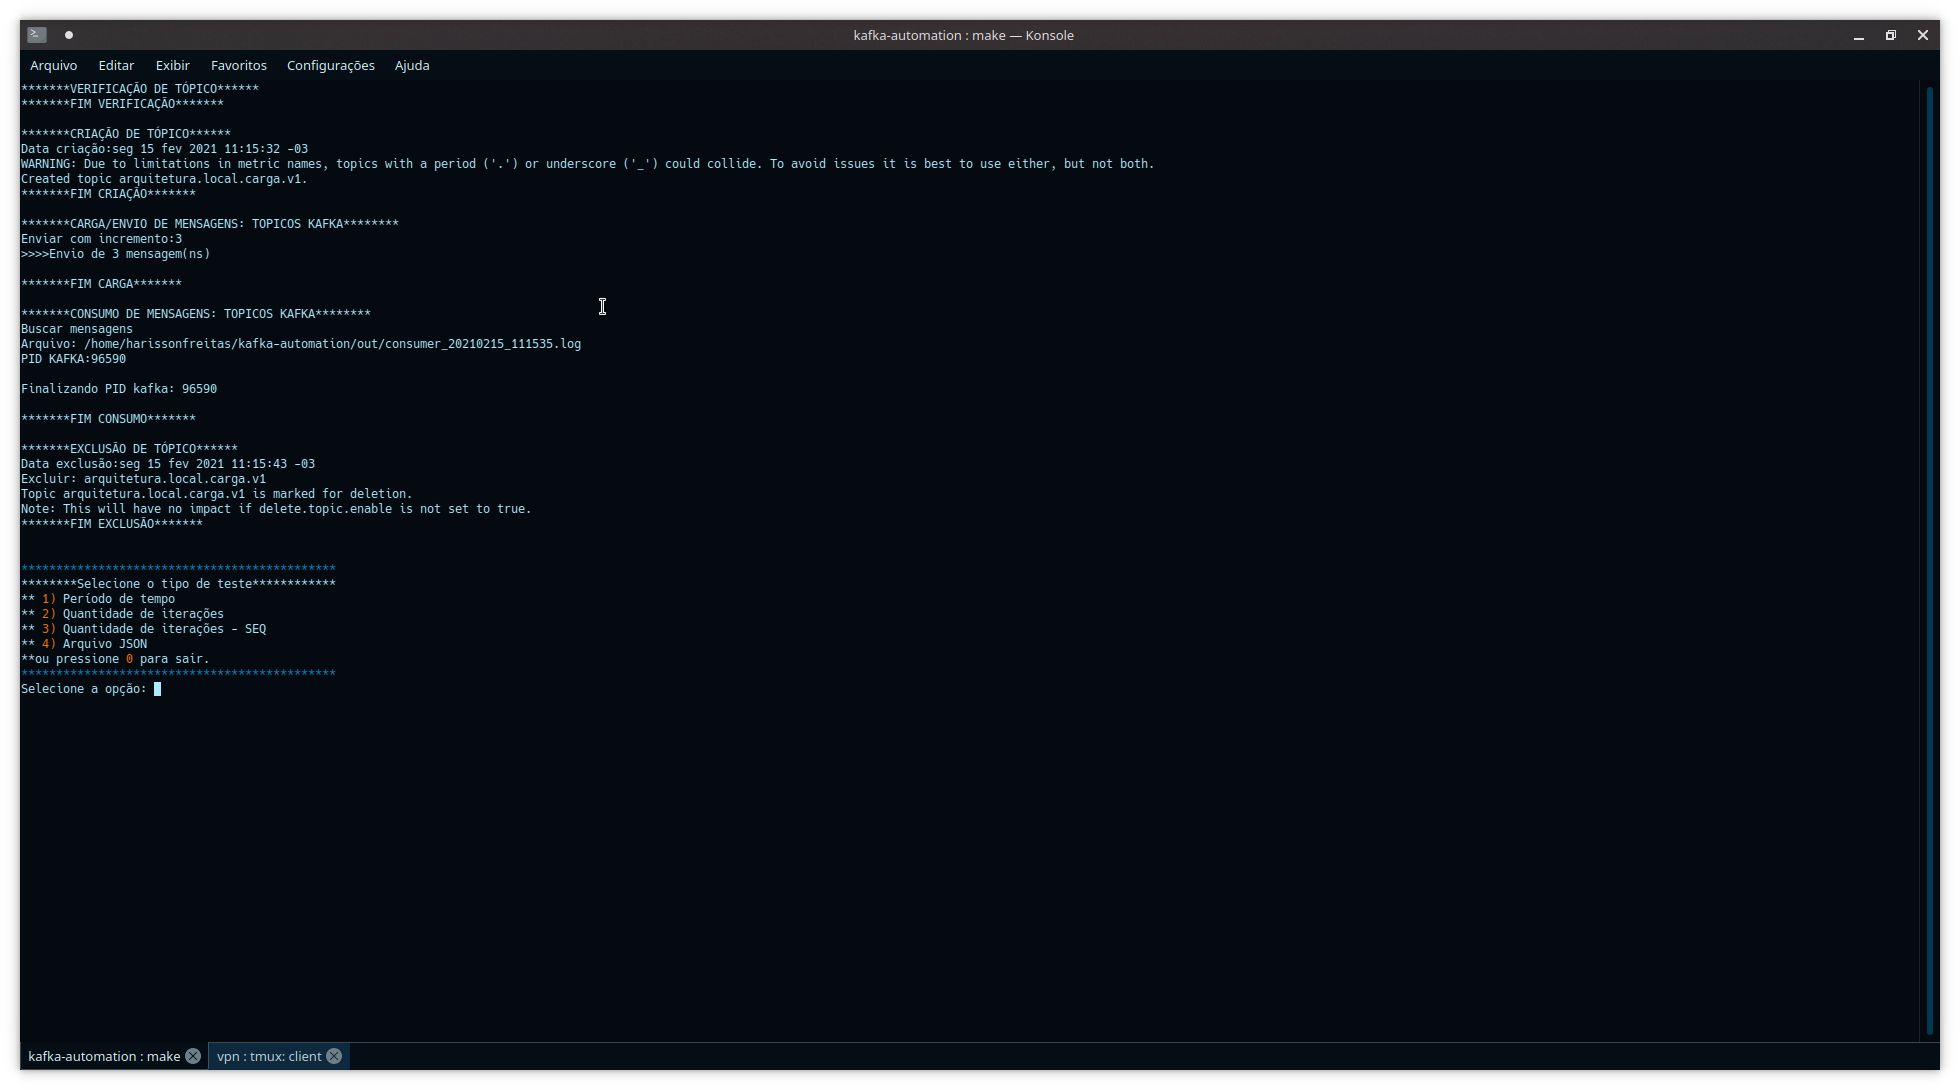 kafka-automation : make — Konsole
Arquivo Editar Exibir Favoritos Configurações Ajuda
*******VERIFICAÇÃO DE TÓPICO******
*******FIM VERIFICAÇÃO*******
*******CRIAÇÃO DE TÓPICO******
Data criação:seg 15 fev 2021 11:15:32 -03
WARNING: Due to limitations in metric names, topics with a period ('.') or underscore ('_') could collide. To avoid issues it is best to use either, but not both.
Created topic arquitetura.local.carga.v1.
*******FIM CRIAÇÃO*******
*******CARGA/ENVIO DE MENSAGENS: TOPICOS KAFKA********
Enviar com incremento:3
>>>>Envio de 3 mensagem(ns)
*******FIM CARGA*******
*******CONSUMO DE MENSAGENS: TOPICOS KAFKA********
Buscar mensagens
Arquivo: /home/harissonfreitas/kafka-automation/out/consumer_20210215_111535.log
PID KAFKA:96590
Finalizando PID kafka: 96590
*******FIM CONSUMO*******
*******EXCLUSÃO DE TÓPICO******
Data exclusão:seg 15 fev 2021 11:15:43 -03
Excluir: arquitetura.local.carga.v1
Topic arquitetura.local.carga.v1 is marked for deletion.
Note: This will have no impact if delete.topic.enable is not set to true.
*******FIM EXCLUSÃO*******
*********************************************
********Selecione o tipo de teste************
** 1) Período de tempo
** 2) Quantidade de iterações
** 3) Quantidade de iterações - SEQ
** 4) Arquivo JSON
**ou pressione 0 para sair.
*********************************************
Selecione a opção:
kafka-automation : make vpn : tmux: client